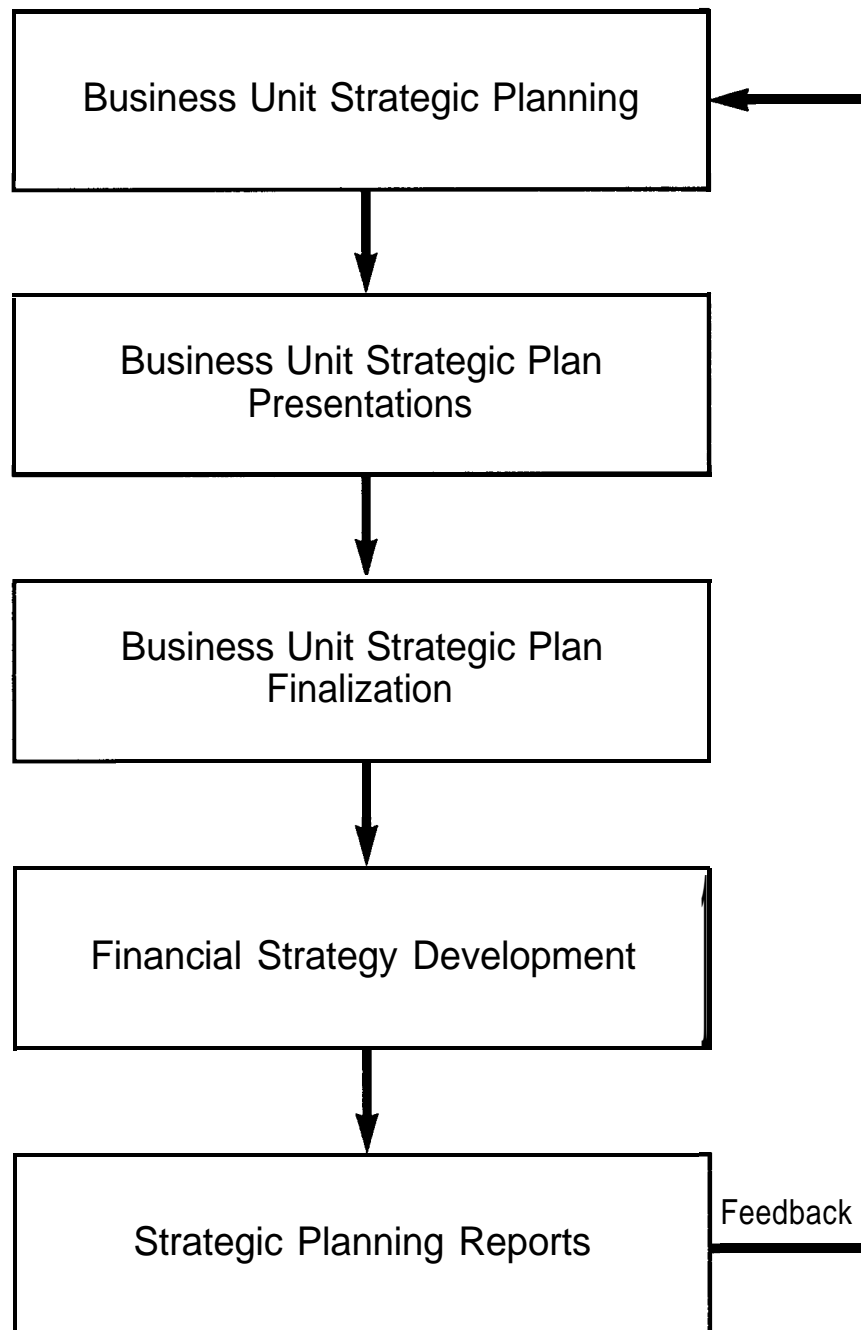 Business Unit Strategic Planning
Business Unit Strategic Plan
Presentations
Business Unit Strategic Plan
Finalization
Financial Strategy Development
Strategic Planning Reports
Feedback